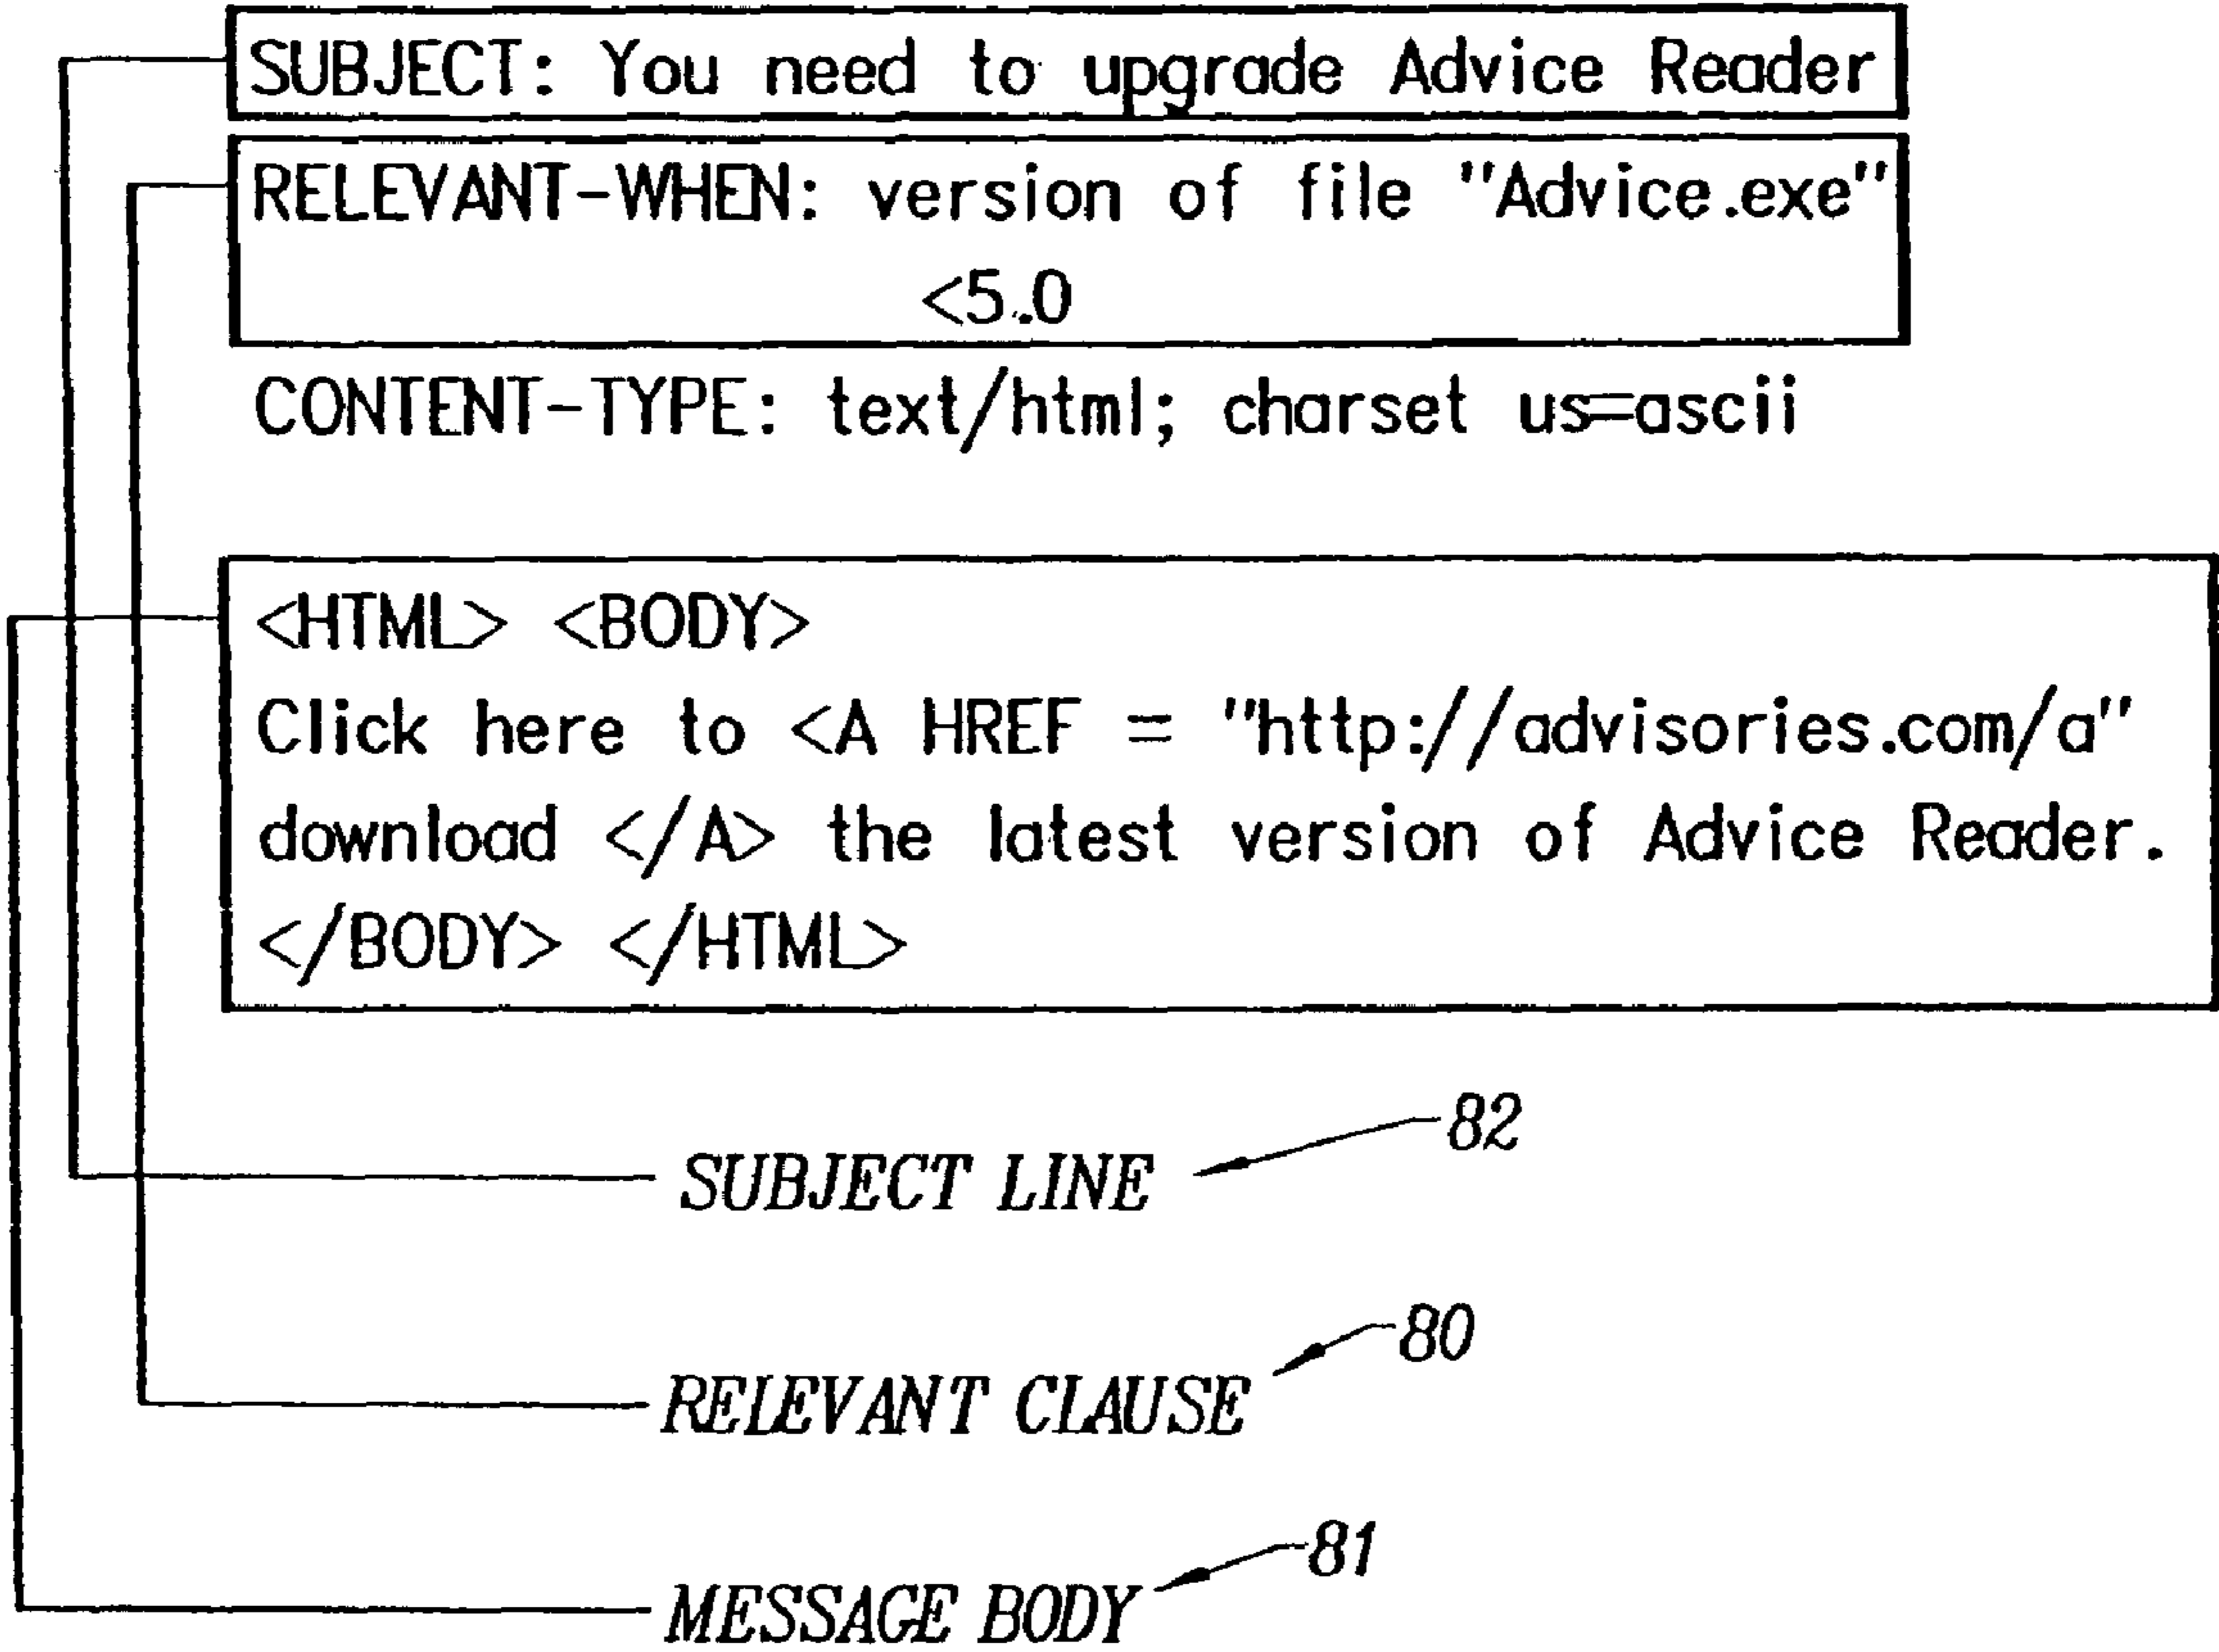 SUBJECT: You need to upgrade Advice Reader
RELEVANT-WHEN: version of file "Advice.exe"
<5.0
CONTENT-TYPE: text/html; charset us=ascii
<HTML> <BODY>
Click here to <A HREF = "http://advisories.com/a"
download </A> the latest version of Advice Reader.
</BODY> </HTML>
82
SUBJECT LINE
80
RELEVANT CLAUSE
81
MESSAGE BODY